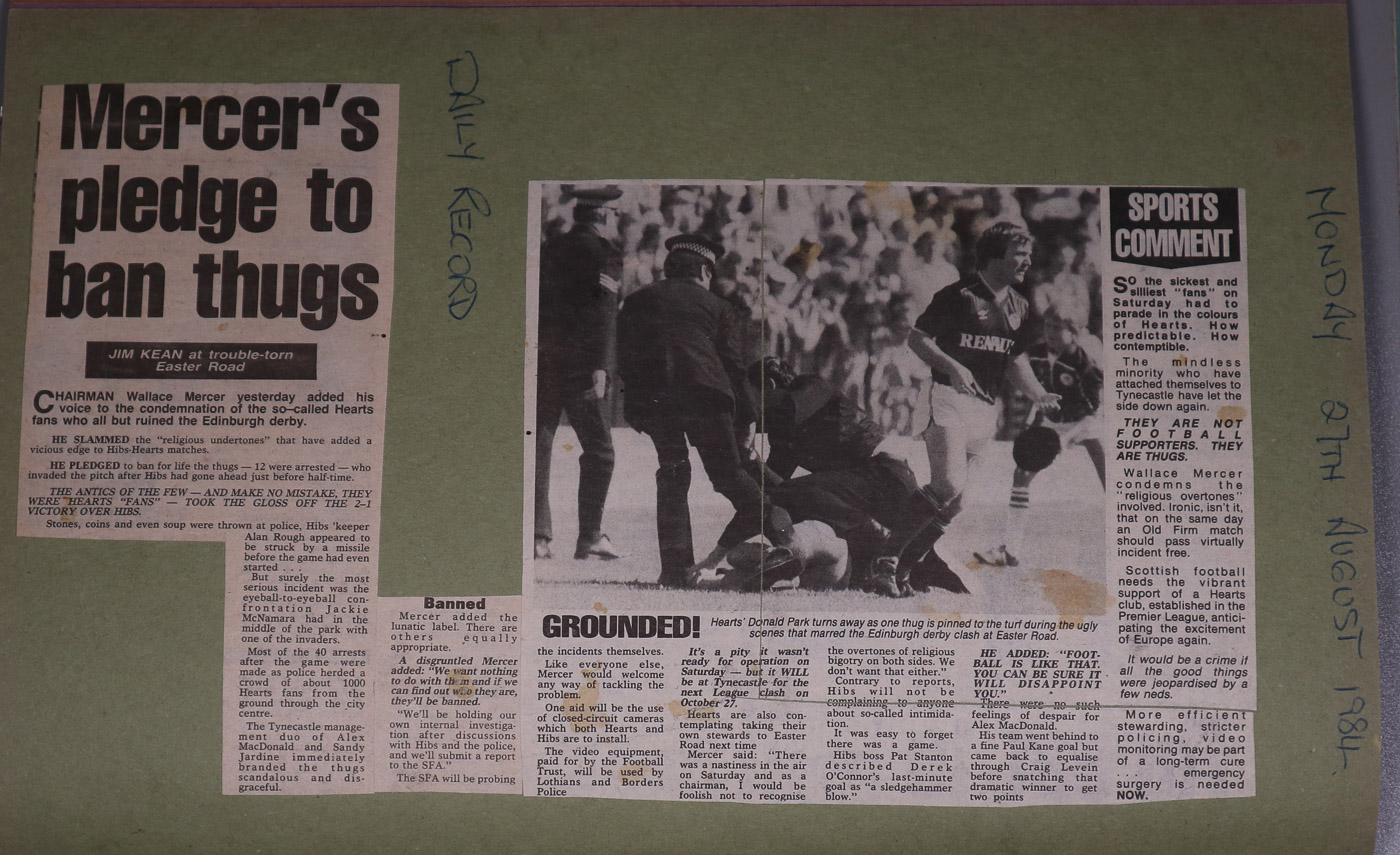 DAILY RECORD
MONDAY 27TH AUGUST 1984.
Mercer's
pledge to
ban thugs
JIM KEAN at trouble-torn
Easter Road
CHAIRMAN Wallace Mercer yesterday added his
voice to the condemnation of the so–called Hearts
fans who all but ruined the Edinburgh derby.
HE SLAMMED the "religious undertones" that have added a
vicious edge to Hibs-Hearts matches.
HE PLEDGED to ban for life the thugs — 12 were arrested — who
invaded the pitch after Hibs had gone ahead just before half-time.
THE ANTICS OF THE FEW — AND MAKE NO MISTAKE, THEY
WERE HEARTS "FANS" — TOOK THE GLOSS OFF THE 2–1
VICTORY OVER HIBS.
Stones, coins and even soup were thrown at police, Hibs 'keeper
Alan Rough appeared to
be struck by a missile
before the game had even
started . . .
But surely the most
serious incident was the
eyeball-to-eyeball con-
frontation Jackie
McNamara had in the
middle of the park with
one of the invaders.
Most of the 40 arrests
after the game were
made as police herded a
crowd of about 1000
Hearts fans from the
ground through the city
centre.
The Tynecastle manage-
ment duo of Alex
MacDonald and Sandy
Jardine immediately
branded the thugs
scandalous and dis-
graceful.
Banned
Mercer added the
lunatic label. There are
others equally
appropriate.
A disgruntled Mercer
added: "We want nothing
to do with them and if we
can find out who they are,
they'll be banned.
"We'll be holding our
own internal investiga-
tion after discussions
with Hibs and the police,
and we'll submit a report
to the SFA."
The SFA will be probing
RENAULT
GROUNDED!
Hearts' Donald Park turns away as one thug is pinned to the turf during the ugly
scenes that marred the Edinburgh derby clash at Easter Road.
the incidents themselves.
Like everyone else,
Mercer would welcome
any way of tackling the
problem.
One aid will be the use
of closed-circuit cameras
which both Hearts and
Hibs are to install.
The video equipment,
paid for by the Football
Trust, will be used by
Lothians and Borders
Police
It's a pity it wasn't
ready for operation on
Saturday — but it WILL
be at Tynecastle for the
next League clash on
October 27.
Hearts are also con-
templating taking their
own stewards to Easter
Road next time
Mercer said: "There
was a nastiness in the air
on Saturday and as a
chairman, I would be
foolish not to recognise
the overtones of religious
bigotry on both sides. We
don't want that either."
Contrary to reports,
Hibs will not be
complaining to anyone
about so-called intimida-
tion.
It was easy to forget
there was a game.
Hibs boss Pat Stanton
described Derek
O'Connor's last-minute
goal as "a sledgehammer
blow."
HE ADDED: "FOOT-
BALL IS LIKE THAT.
YOU CAN BE SURE IT
WILL DISAPPOINT
YOU."
There were no such
feelings of despair for
Alex MacDonald.
His team went behind to
a fine Paul Kane goal but
came back to equalise
through Craig Levein
before snatching that
dramatic winner to get
two points
SPORTS
COMMENT
SO the sickest and
silliest "fans" on
Saturday had to
parade in the colours
of Hearts. How
predictable. How
contemptible.
The mindless
minority who have
attached themselves to
Tynecastle have let the
side down again.
THEY ARE NOT
FOOTBALL
SUPPORTERS. THEY
ARE THUGS.
Wallace Mercer
condemns the
"religious overtones"
involved. Ironic, isn't it,
that on the same day
an Old Firm match
should pass virtually
incident free.
Scottish football
needs the vibrant
support of a Hearts
club, established in the
Premier League, antici-
pating the excitement
of Europe again.
It would be a crime if
all the good things
were jeopardised by a
few neds.
More efficient
stewarding, stricter
policing, video
monitoring may be part
of a long-term cure
. . . emergency
surgery is needed
NOW.